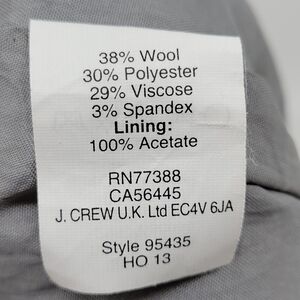 38% Wool
30% Polyester
29% Viscose
3% Spandex
Lining:
100% Acetate
RN77388
CA56445
J. CREW U.K. Ltd EC4V 6JA
Style 95435
HO 13